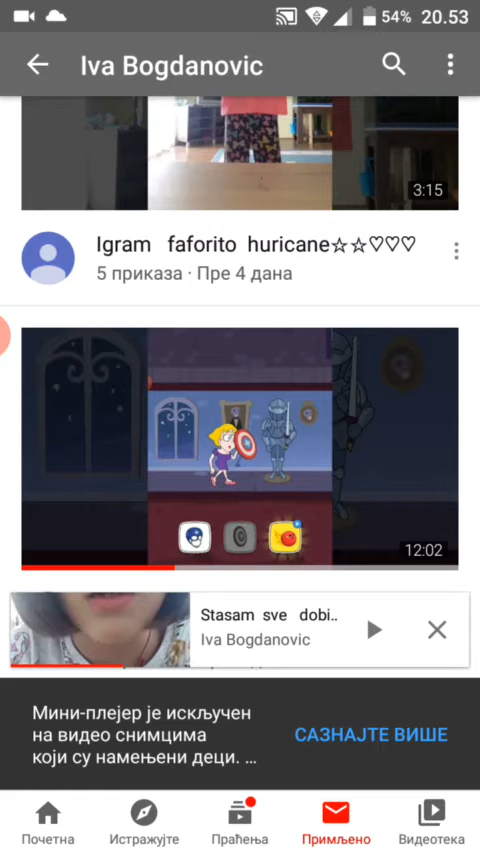 54% 20.53
Iva Bogdanovic
3:15
Igram faforito huricane☆☆♡♡♡
5 приказа · Пре 4 дана
12:02
Stasam sve dobi..
Iva Bogdanovic
Мини-плејер је искључен
на видео снимцима
који су намењени деци. ...
САЗНАЈТЕ ВИШЕ
Почетна Истражујте Праћења Примљено Видеотека